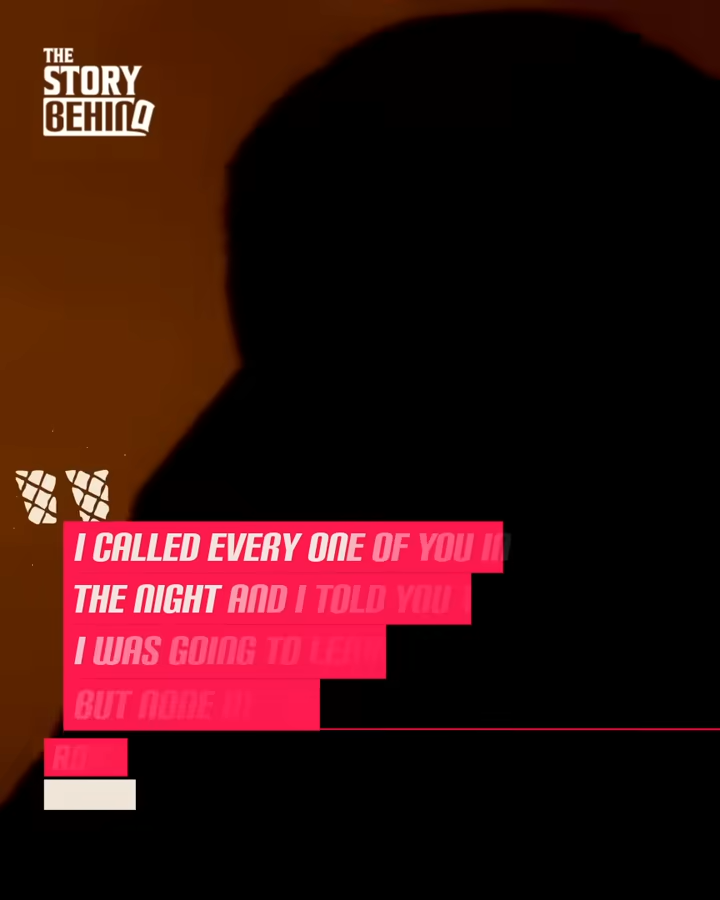 THE
STORY
BEHIND
I CALLED EVERY ONE OF YOU IN
THE NIGHT AND I TOLD YOU
I WAS GOING TO
BUT NONE